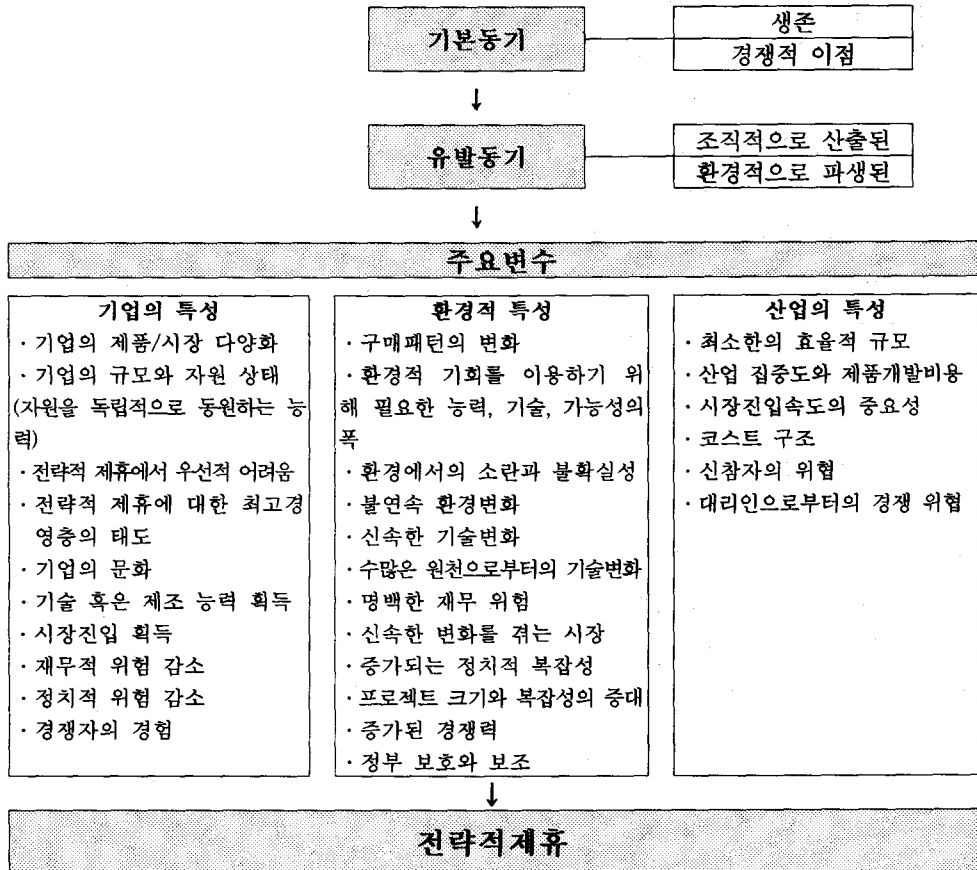 기본동기
생존
경쟁적 이점
↓
유발동기
조직적으로 산출된
환경적으로 파생된
↓
주요변수
기업의 특성
· 기업의 제품/시장 다양화
· 기업의 규모와 자원 상태
(자원을 독립적으로 동원하는 능
력)
· 전략적 제휴에서 우선적 어려움
· 전략적 제휴에 대한 최고경
영층의 태도
· 기업의 문화
· 기술 혹은 제조 능력 획득
· 시장진입 획득
· 재무적 위험 감소
· 정치적 위험 감소
· 경쟁자의 경험
환경적 특성
· 구매패턴의 변화
· 환경적 기회를 이용하기 위
해 필요한 능력, 기술, 가능성의
폭
· 환경에서의 소란과 불확실성
· 불연속 환경변화
· 신속한 기술변화
· 수많은 원천으로부터의 기술변화
· 명백한 재무 위험
· 신속한 변화를 겪는 시장
· 증가되는 정치적 복잡성
· 프로젝트 크기와 복잡성의 증대
· 증가된 경쟁력
· 정부 보호와 보조
산업의 특성
· 최소한의 효율적 규모
· 산업 집중도와 제품개발비용
· 시장진입속도의 중요성
· 코스트 구조
· 신참자의 위협
· 대리인으로부터의 경쟁 위협
↓
전략적제휴